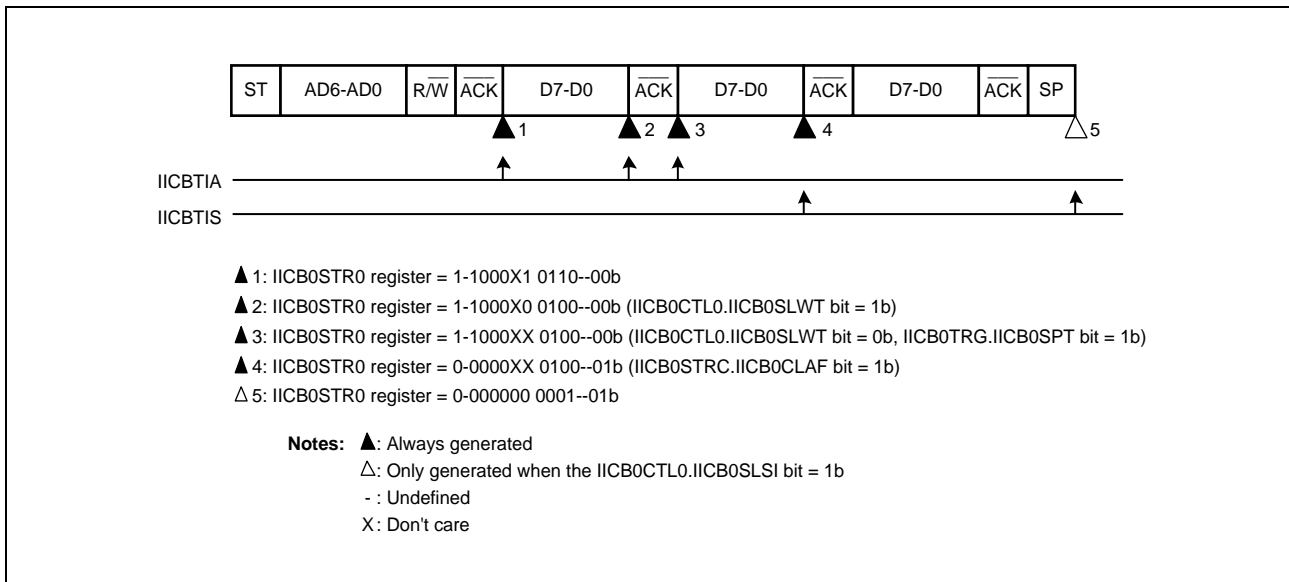 ST AD6-AD0 R/W ACK D7-D0 ACK D7-D0 ACK D7-D0 ACK SP
▲1 ▲2 ▲3 ▲4 △5
IICBTIA
IICBTIS
▲1: IICB0STR0 register = 1-1000X1 0110--00b
▲2: IICB0STR0 register = 1-1000X0 0100--00b (IICB0CTL0.IICB0SLWT bit = 1b)
▲3: IICB0STR0 register = 1-1000XX 0100--00b (IICB0CTL0.IICB0SLWT bit = 0b, IICB0TRG.IICB0SPT bit = 1b)
▲4: IICB0STR0 register = 0-0000XX 0100--01b (IICB0STRC.IICB0CLAF bit = 1b)
△5: IICB0STR0 register = 0-000000 0001--01b
Notes: ▲: Always generated
△: Only generated when the IICB0CTL0.IICB0SLSI bit = 1b
- : Undefined
X: Don't care